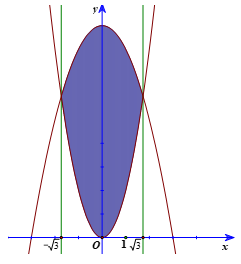 y
-√3 O 1 √3 x